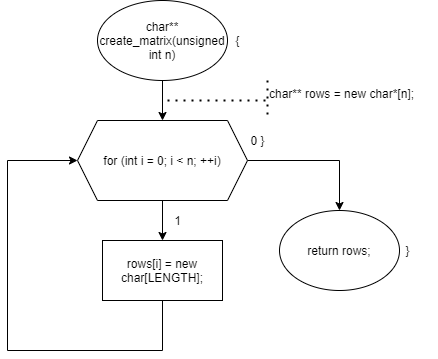 char**
create_matrix(unsigned
int n)
{
char** rows = new char*[n];
for (int i = 0; i < n; ++i)
0 }
1
rows[i] = new
char[LENGTH];
return rows;
}